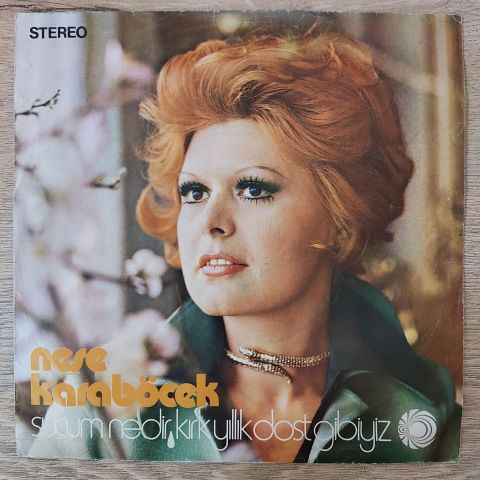 STEREO
neşe
karaböcek
suçum nedir, kırk yıllık dost gibiyiz